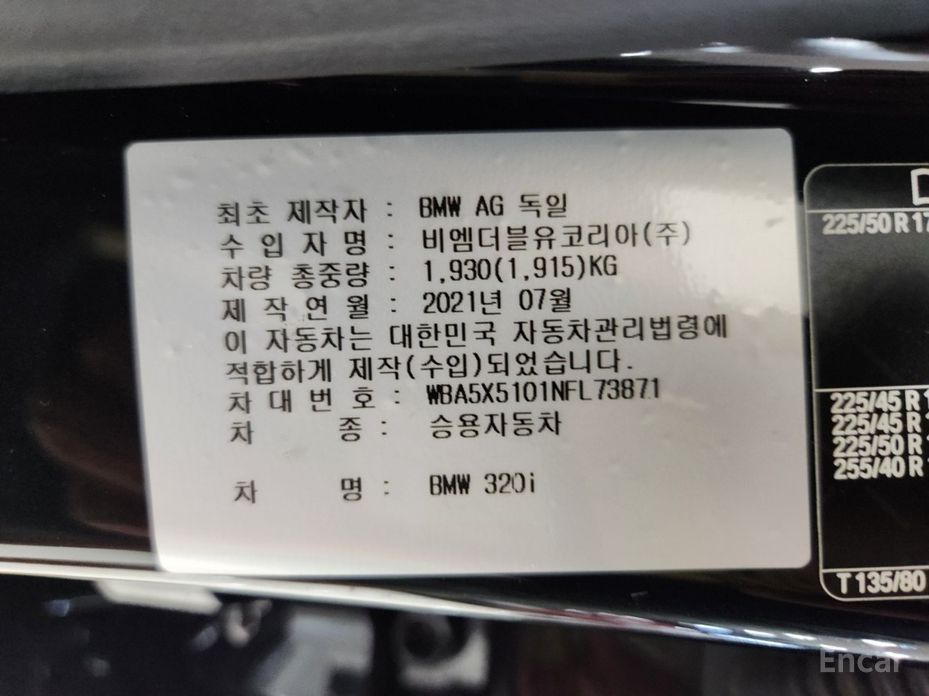 최초 제작자 : BMW AG 독일
수 입 자 명 : 비엠더블유코리아(주)
차량 총중량 : 1,930(1,915)KG
제 작 연 월 : 2021년 07월
이 자동차는 대한민국 자동차관리법령에
적합하게 제작(수입)되었습니다.
차 대 번 호 : WBA5X5101NFL73871
차 종 : 승용자동차
차 명 : BMW 320i
225/50 R 17
225/45 R
225/45 R
225/50 R
255/40 R
T 135/80
Encar